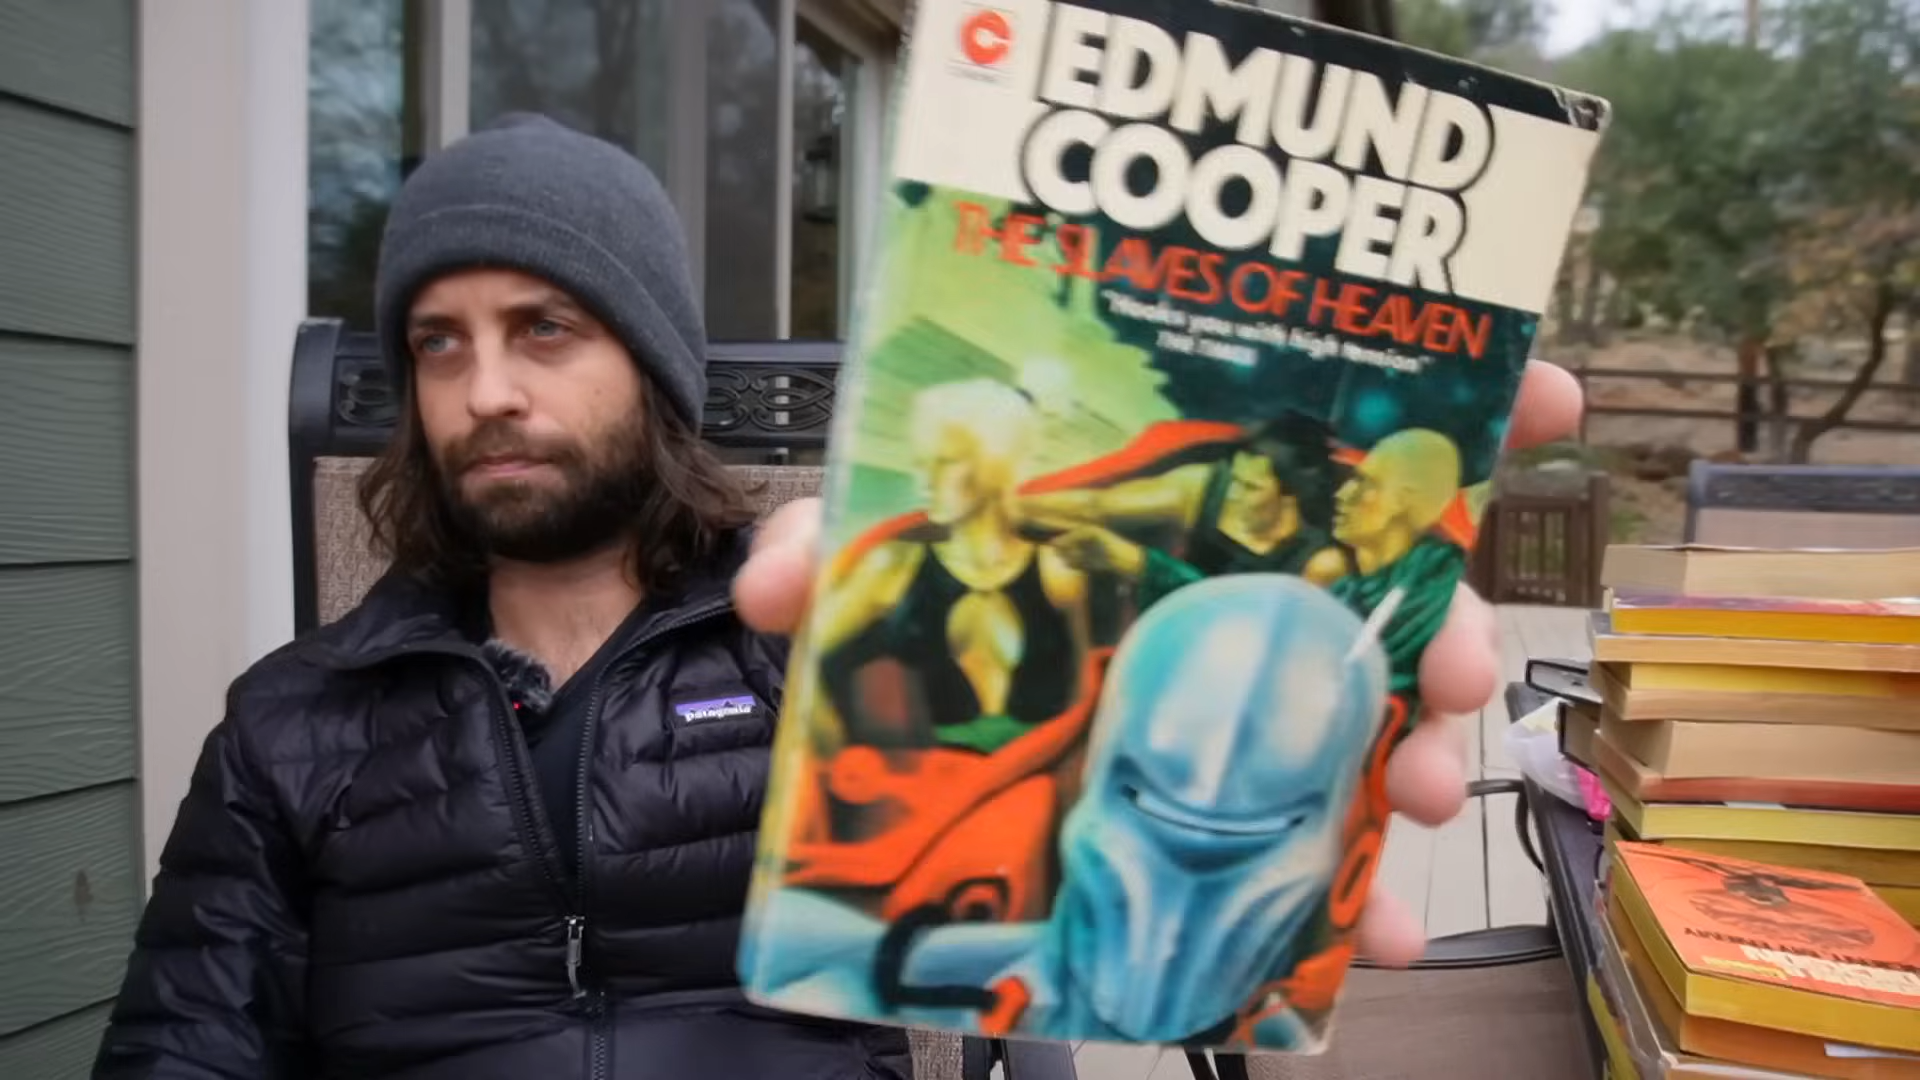 EDMUND
COOPER
THE SLAVES OF HEAVEN
"Hooks you with high tension"
THE TIMES
patagonia